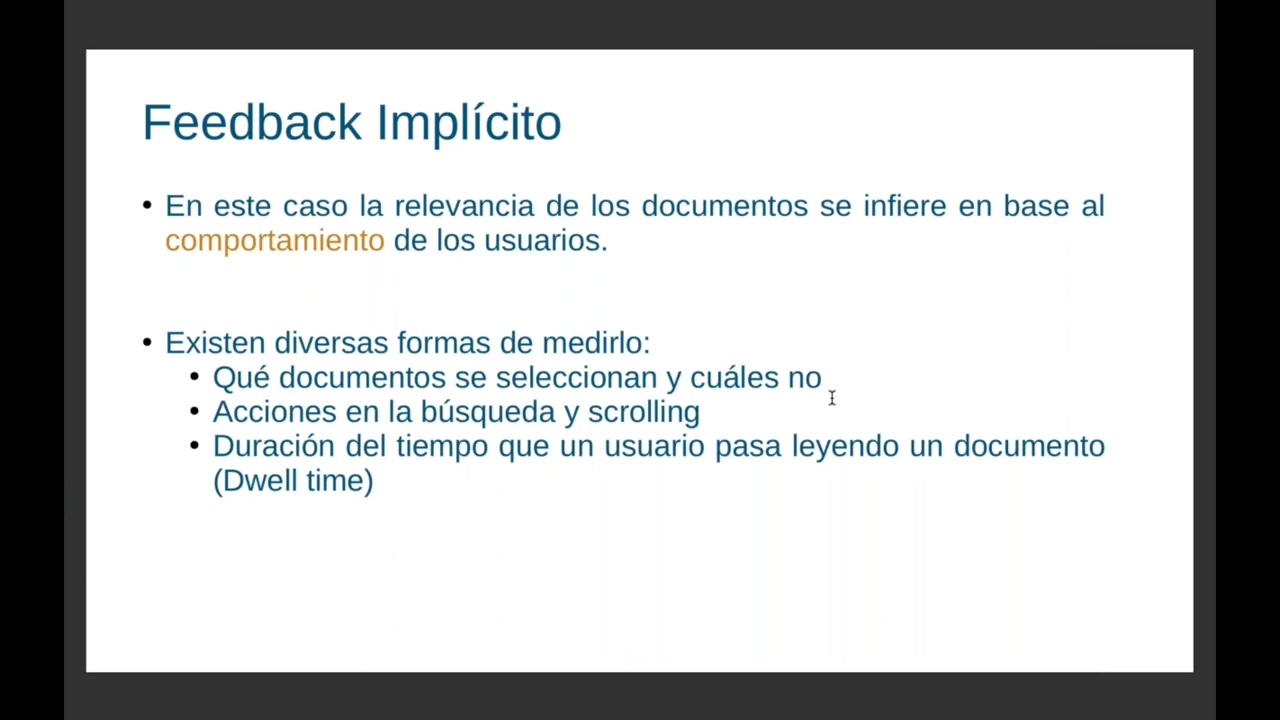 Feedback Implícito
• En este caso la relevancia de los documentos se infiere en base al
comportamiento de los usuarios.
• Existen diversas formas de medirlo:
• Qué documentos se seleccionan y cuáles no
• Acciones en la búsqueda y scrolling
• Duración del tiempo que un usuario pasa leyendo un documento
(Dwell time)